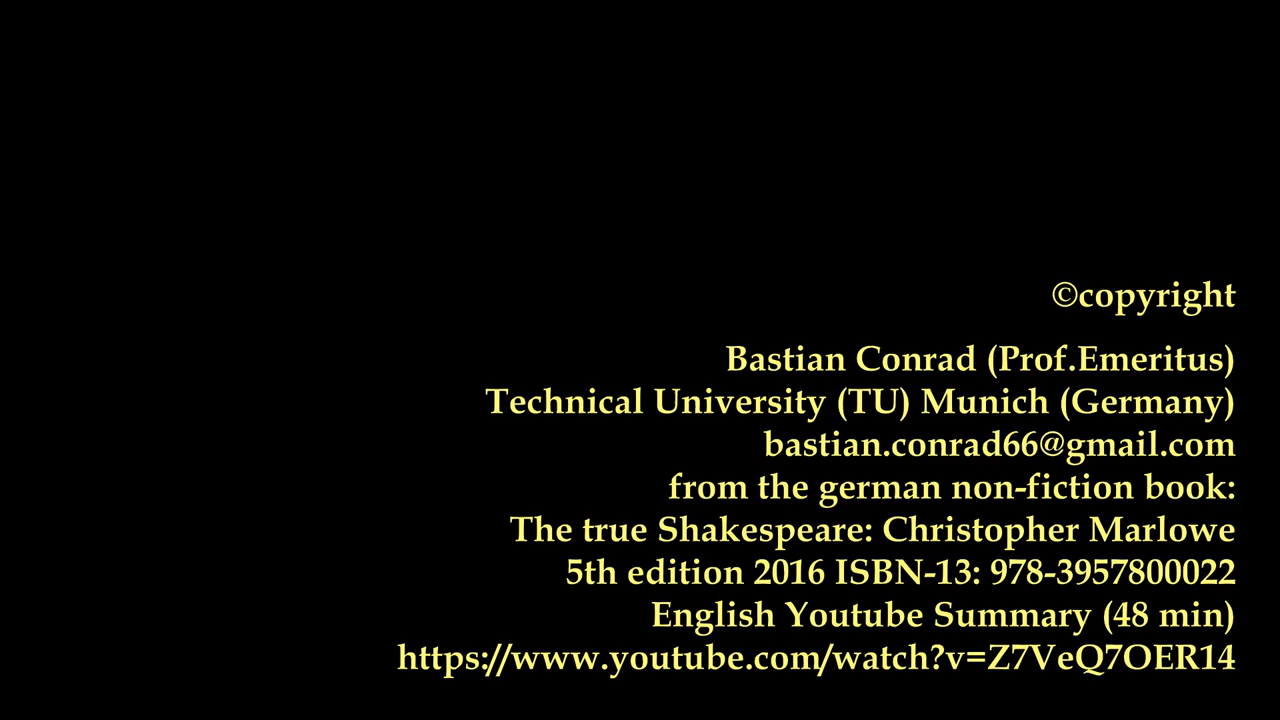 ©copyright
Bastian Conrad (Prof.Emeritus)
Technical University (TU) Munich (Germany)
bastian.conrad66@gmail.com
from the german non-fiction book:
The true Shakespeare: Christopher Marlowe
5th edition 2016 ISBN-13: 978-3957800022
English Youtube Summary (48 min)
https://www.youtube.com/watch?v=Z7VeQ7OER14